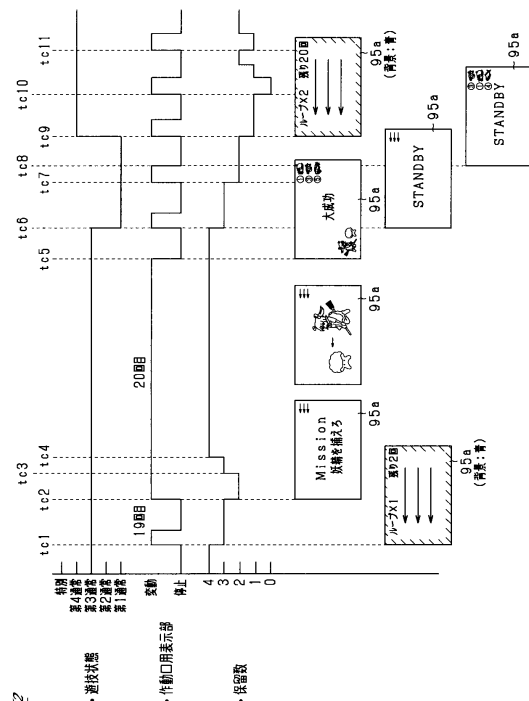 tc1
tc2
tc3
tc4
tc5
tc6
tc7
tc8
tc9
tc10
tc11
・遊技状態
特別
第4通常
第3通常
第2通常
第1通常
・作動口用表示部
変動
停止
19回目
20回目
・保留数
4
3
2
1
0
ループX1 残り2回
95a
(背景:青)
Mission
妖精を捕えろ
95a
95a
大成功
95a
STANDBY
95a
ループX2 残り20回
95a
(背景:青)
STANDBY
95a